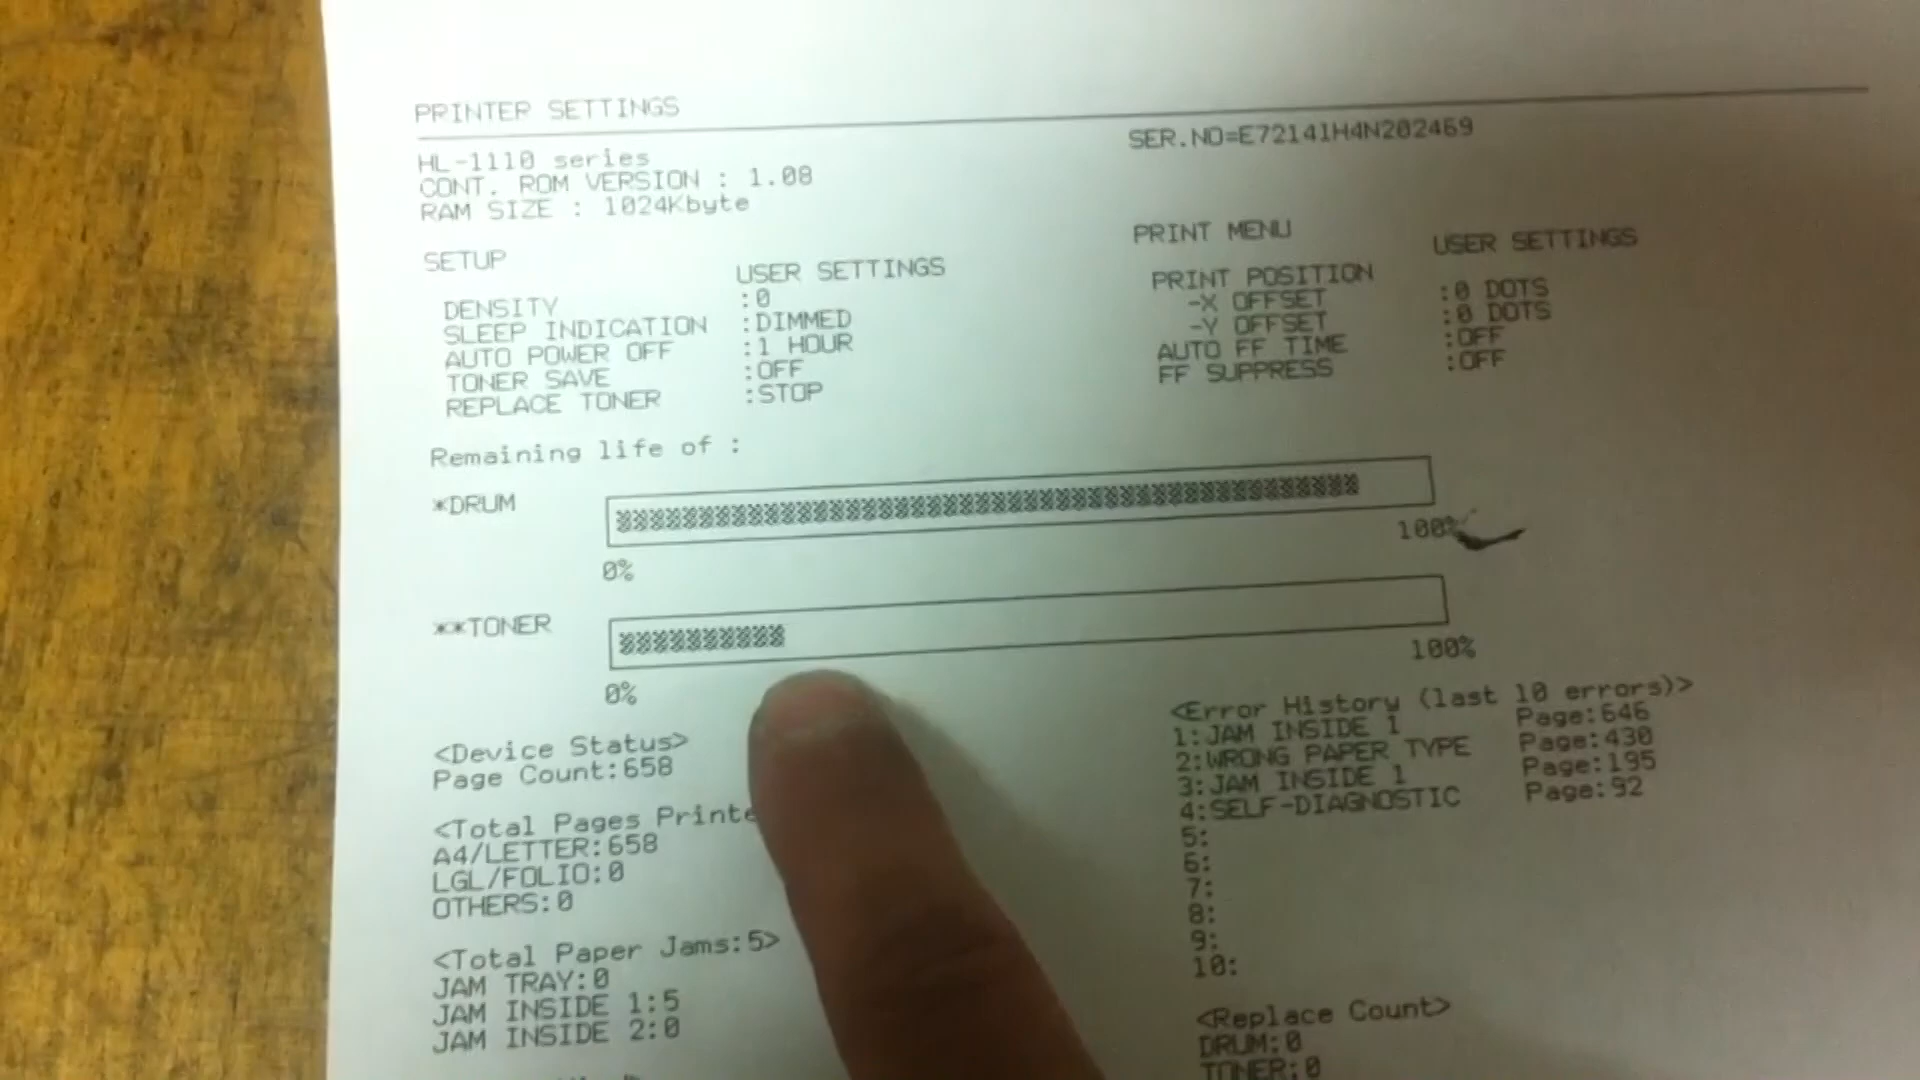 PRINTER SETTINGS
SER.NO=E72141H4N202469
HL-1110 series
CONT. ROM VERSION : 1.08
RAM SIZE : 1024Kbyte
SETUP
USER SETTINGS
DENSITY :0
SLEEP INDICATION :DIMMED
AUTO POWER OFF :1 HOUR
TONER SAVE :OFF
REPLACE TONER :STOP
PRINT MENU
USER SETTINGS
PRINT POSITION
-X OFFSET :0 DOTS
-Y OFFSET :0 DOTS
AUTO FF TIME :OFF
FF SUPPRESS :OFF
Remaining life of :
*DRUM
0% 100%
**TONER
0% 100%
<Device Status>
Page Count:658
<Total Pages Printe
A4/LETTER:658
LGL/FOLIO:0
OTHERS:0
<Total Paper Jams:5>
JAM TRAY:0
JAM INSIDE 1:5
JAM INSIDE 2:0
<Error History (last 10 errors)>
1:JAM INSIDE 1 Page:646
2:WRONG PAPER TYPE Page:430
3:JAM INSIDE 1 Page:195
4:SELF-DIAGNOSTIC Page:92
5:
6:
7:
8:
9:
10:
<Replace Count>
DRUM:0
TONER:0